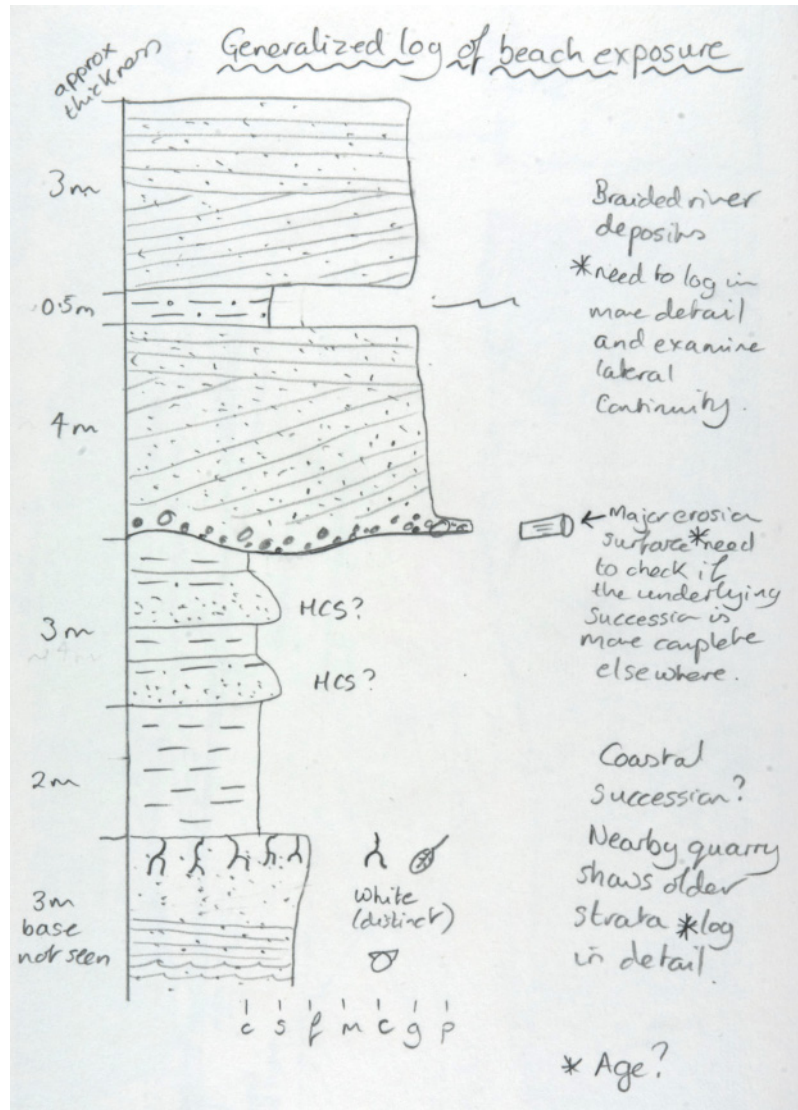 Generalized log of beach exposure
approx
thickness
3m
Braided river
deposits
*need to log in
more detail
and examine
lateral
continuity.
0.5m
4m
← Major erosion
surface *need
to check if
the underlying
succession is
more complete
elsewhere.
HCS?
3m
HCS?
2m
Coastal
succession?
Nearby quarry
shows older
strata *log
in detail
3m
base
not seen
White
(distinct)
c s f m c g p
* Age?